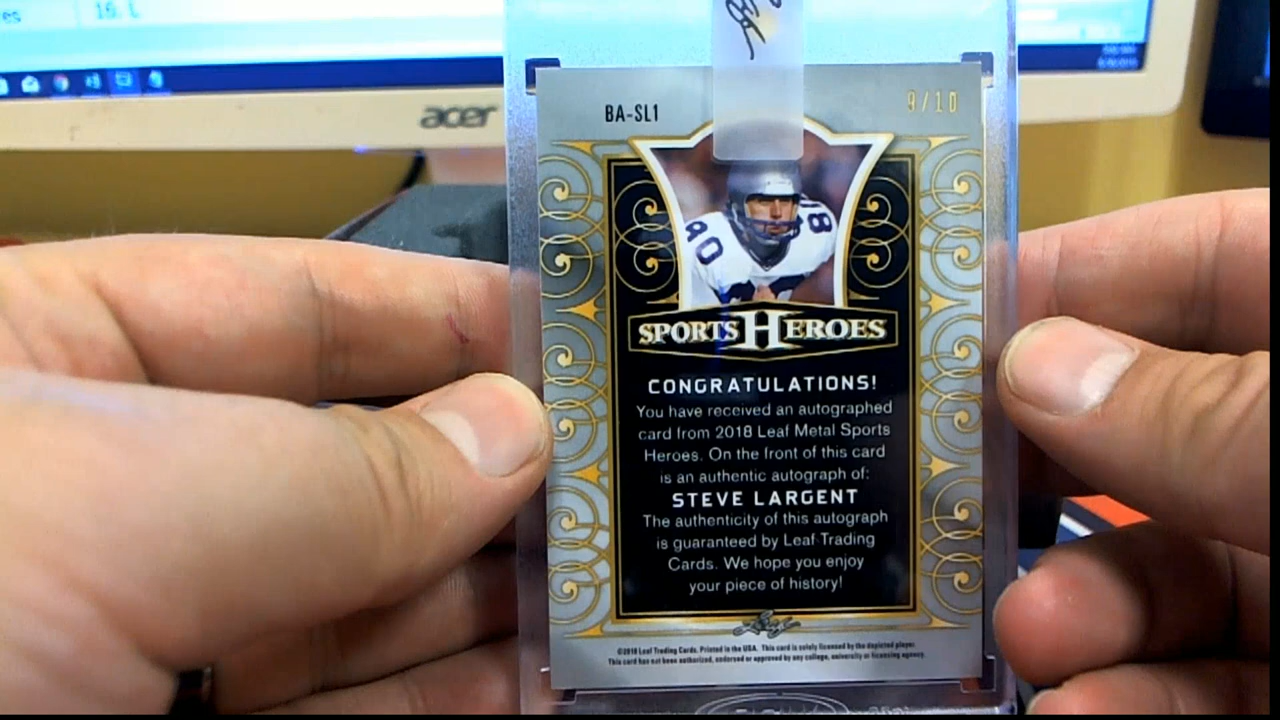 acer
BA-SL1
9/10
SPORTS HEROES
CONGRATULATIONS!
You have received an autographed
card from 2018 Leaf Metal Sports
Heroes. On the front of this card
is an authentic autograph of:
STEVE LARGENT
The authenticity of this autograph
is guaranteed by Leaf Trading
Cards. We hope you enjoy
your piece of history!
Leaf
©2018 Leaf Trading Cards. Printed in the USA. This card is solely licensed by the depicted player.
This card has not been authorized, endorsed or approved by any college, university or licensing agency.